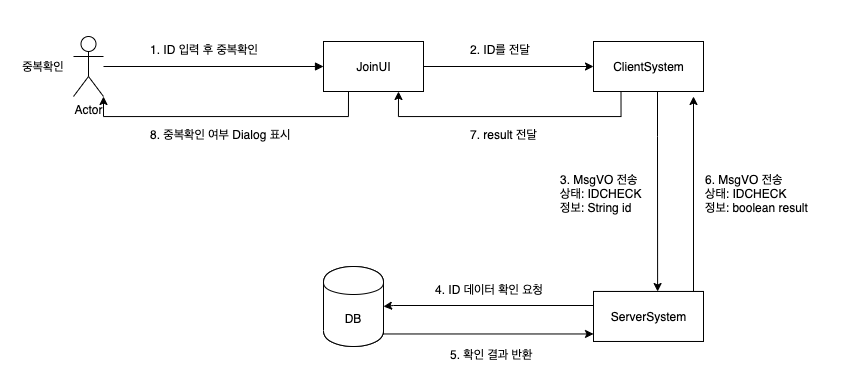 1. ID 입력 후 중복확인
2. ID를 전달
중복확인
JoinUI
ClientSystem
Actor
8. 중복확인 여부 Dialog 표시
7. result 전달
3. MsgVO 전송
상태: IDCHECK
정보: String id
6. MsgVO 전송
상태: IDCHECK
정보: boolean result
4. ID 데이터 확인 요청
DB
ServerSystem
5. 확인 결과 반환